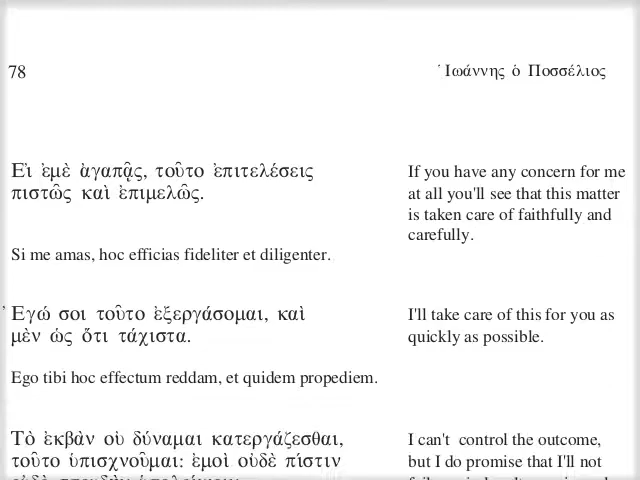 78
Ἰωάννης ὁ Ποσσέλιος
Εἰ ἐμὲ ἀγαπᾷς, τοῦτο ἐπιτελέσεις
πιστῶς καὶ ἐπιμελῶς.
Si me amas, hoc efficias fideliter et diligenter.
If you have any concern for me
at all you'll see that this matter
is taken care of faithfully and
carefully.
Ἐγώ σοι τοῦτο ἐξεργάσομαι, καὶ
μὲν ὡς ὅτι τάχιστα.
Ego tibi hoc effectum reddam, et quidem propediem.
I'll take care of this for you as
quickly as possible.
Τὸ ἐκβὰν οὐ δύναμαι κατεργάζεσθαι,
τοῦτο ὑπισχνοῦμαι: ἐμοὶ οὐδὲ πίστιν
I can't control the outcome,
but I do promise that I'll not